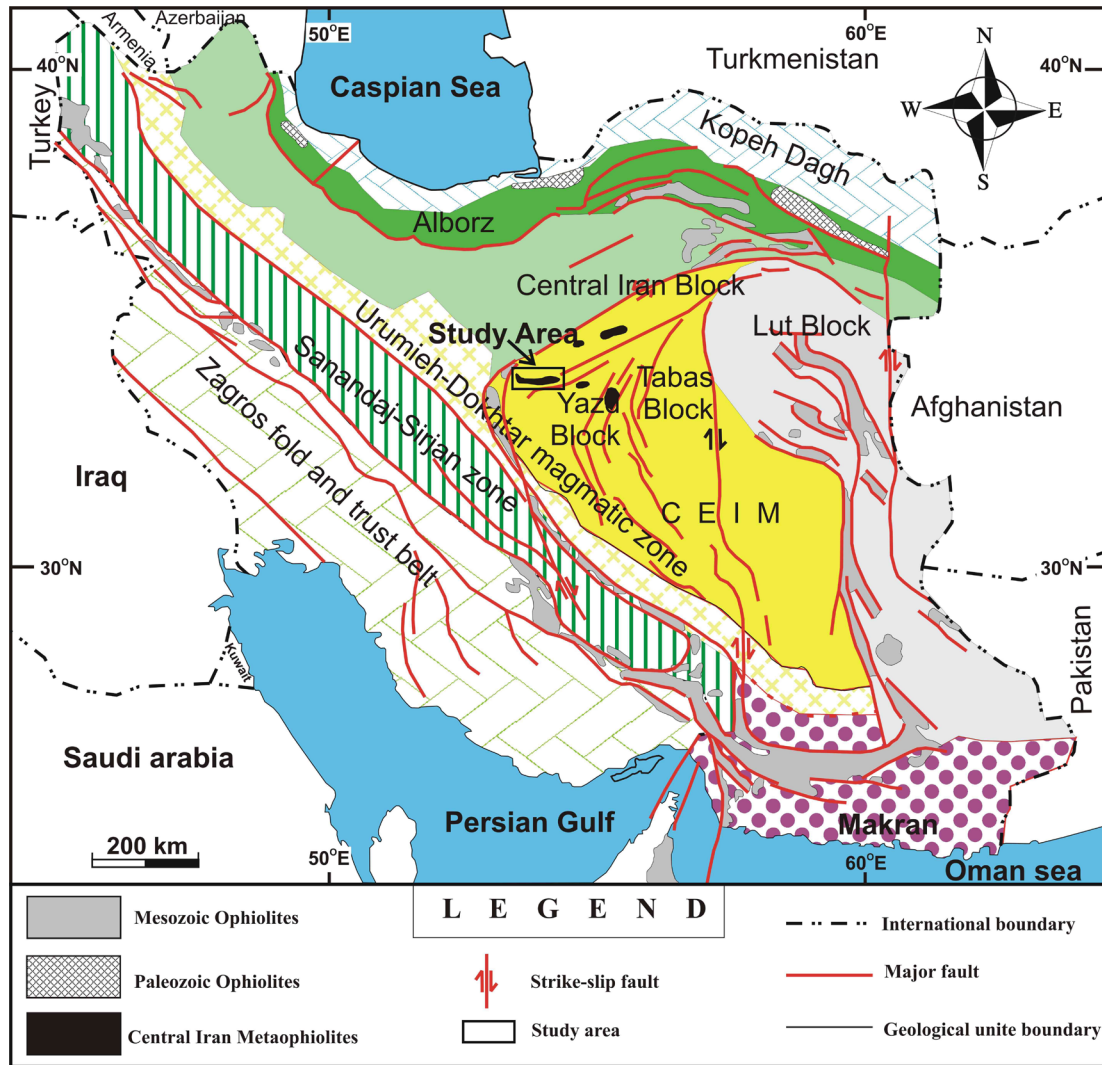 Azerbaijan
Armenia
50°E
60°E
Turkmenistan
N
40°N
40°N
Caspian Sea
W
E
S
Turkey
Kopeh Dagh
Alborz
Central Iran Block
Lut Block
Study Area
Urumieh-Dokhtar magmatic zone
Sanandaj-Sirjan zone
Zagros fold and trust belt
Tabas
Block
Yazd
Block
Afghanistan
Iraq
C E I M
30°N
30°N
Kuwait
Pakistan
Saudi arabia
Persian Gulf
Makran
200 km
50°E
60°E
Oman sea
L E G E N D
Mesozoic Ophiolites
Paleozoic Ophiolites
Central Iran Metaophiolites
Strike-slip fault
Study area
International boundary
Major fault
Geological unite boundary